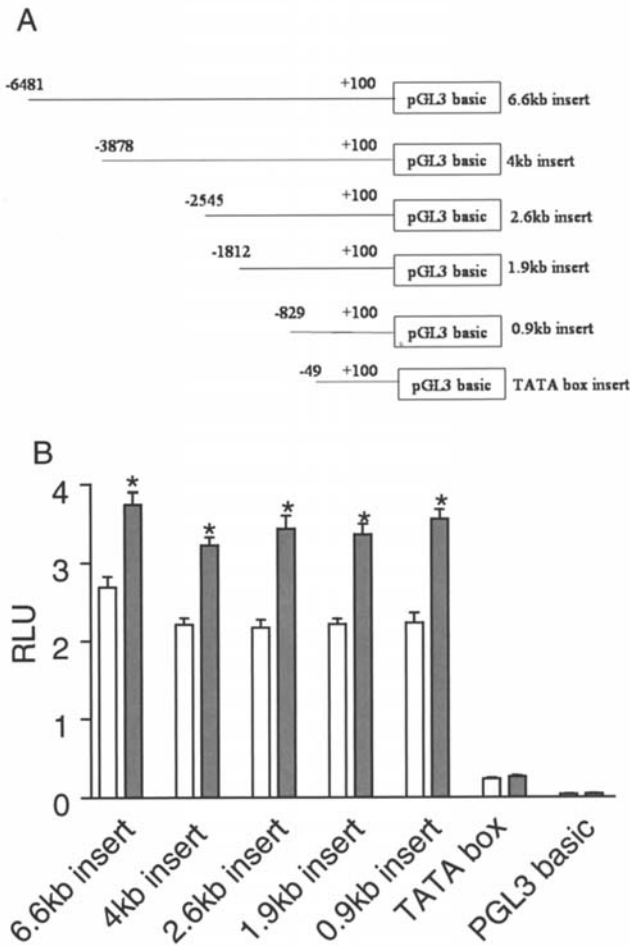 A
-6481 +100 pGL3 basic 6.6kb insert
-3878 +100 pGL3 basic 4kb insert
-2545 +100 pGL3 basic 2.6kb insert
-1812 +100 pGL3 basic 1.9kb insert
-829 +100 pGL3 basic 0.9kb insert
-49 +100 pGL3 basic TATA box insert
B
RLU
4
3
2
1
0
* * * * *
6.6kb insert
4kb insert
2.6kb insert
1.9kb insert
0.9kb insert
TATA box
PGL3 basic